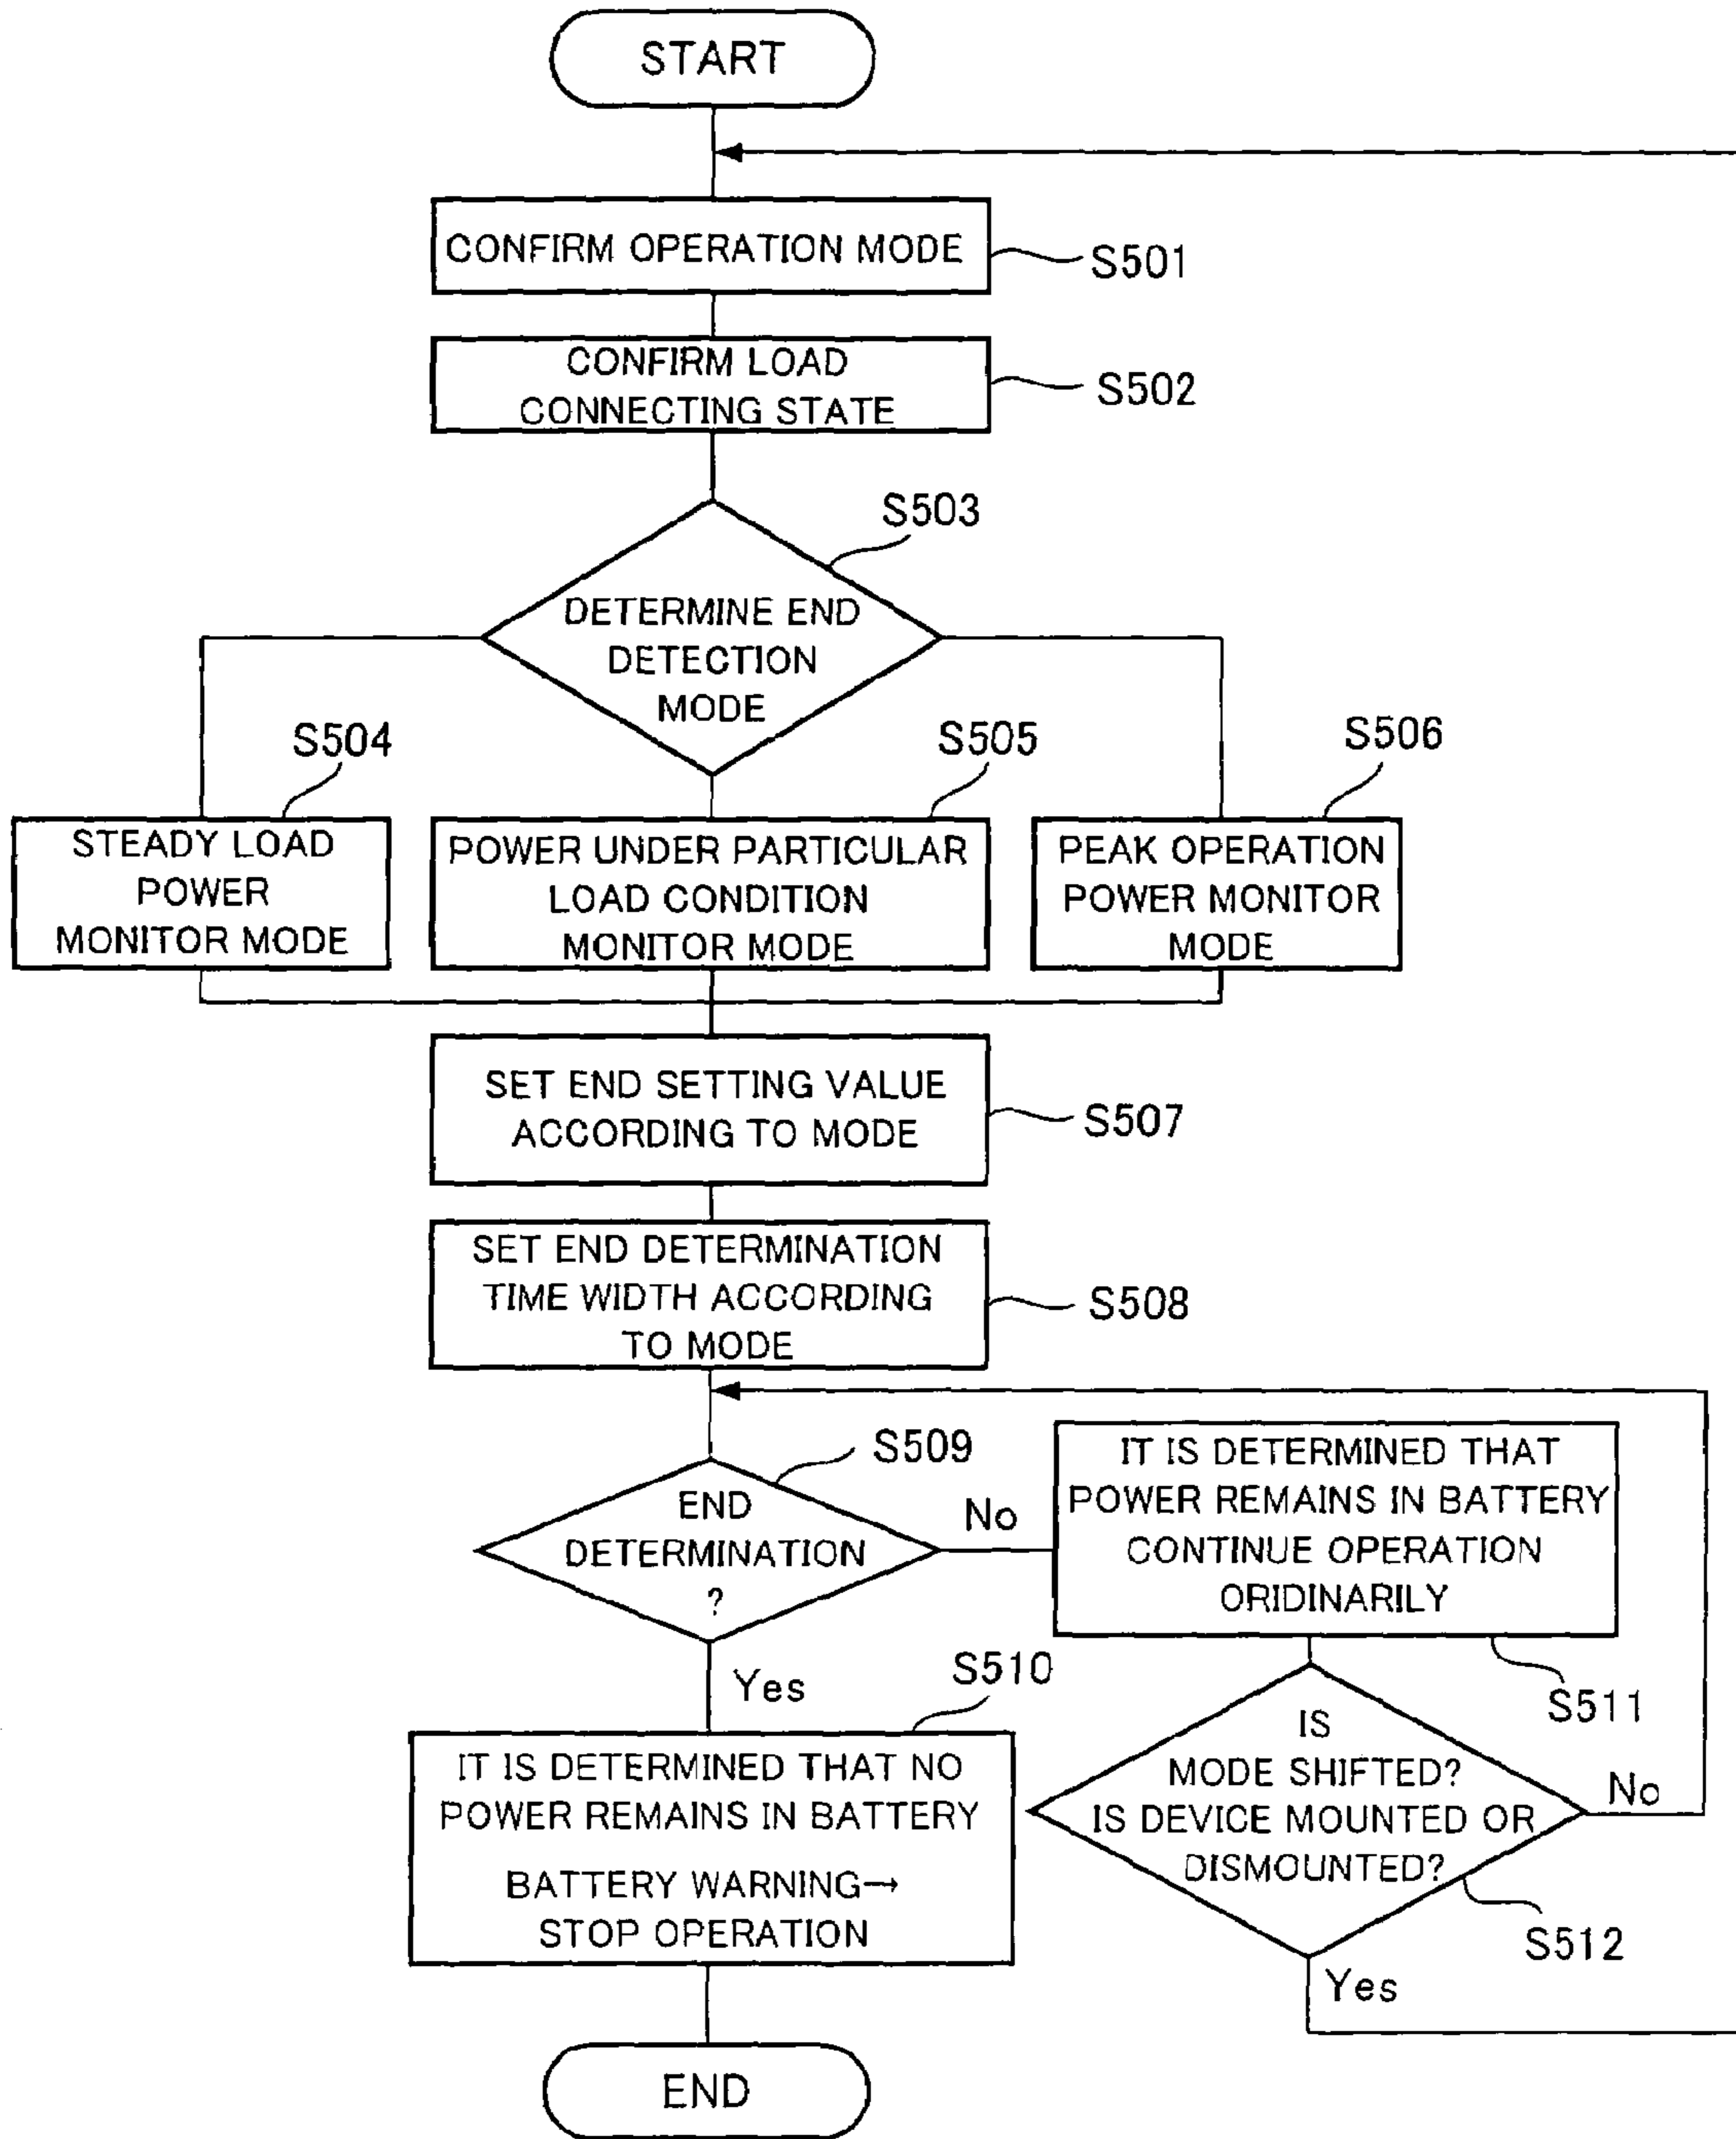 START
CONFIRM OPERATION MODE
S501
CONFIRM LOAD
CONNECTING STATE
S502
S503
DETERMINE END
DETECTION
MODE
S504
STEADY LOAD
POWER
MONITOR MODE
S505
POWER UNDER PARTICULAR
LOAD CONDITION
MONITOR MODE
S506
PEAK OPERATION
POWER MONITOR
MODE
SET END SETTING VALUE
ACCORDING TO MODE
S507
SET END DETERMINATION
TIME WIDTH ACCORDING
TO MODE
S508
S509
END
DETERMINATION
?
No
IT IS DETERMINED THAT
POWER REMAINS IN BATTERY
CONTINUE OPERATION
ORIDINARILY
S511
Yes
S510
IT IS DETERMINED THAT NO
POWER REMAINS IN BATTERY
BATTERY WARNING→
STOP OPERATION
IS
MODE SHIFTED?
IS DEVICE MOUNTED OR
DISMOUNTED?
No
S512
Yes
END